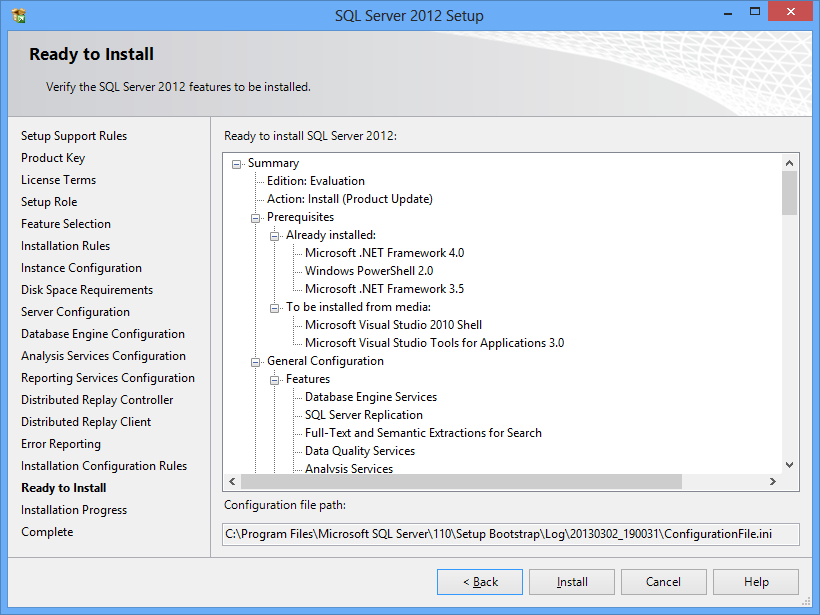 SQL Server 2012 Setup
Ready to Install
Verify the SQL Server 2012 features to be installed.
Setup Support Rules
Product Key
License Terms
Setup Role
Feature Selection
Installation Rules
Instance Configuration
Disk Space Requirements
Server Configuration
Database Engine Configuration
Analysis Services Configuration
Reporting Services Configuration
Distributed Replay Controller
Distributed Replay Client
Error Reporting
Installation Configuration Rules
Ready to Install
Installation Progress
Complete
Ready to install SQL Server 2012:
Summary
Edition: Evaluation
Action: Install (Product Update)
Prerequisites
Already installed:
Microsoft .NET Framework 4.0
Windows PowerShell 2.0
Microsoft .NET Framework 3.5
To be installed from media:
Microsoft Visual Studio 2010 Shell
Microsoft Visual Studio Tools for Applications 3.0
General Configuration
Features
Database Engine Services
SQL Server Replication
Full-Text and Semantic Extractions for Search
Data Quality Services
Analysis Services
Configuration file path:
C:\Program Files\Microsoft SQL Server\110\Setup Bootstrap\Log\20130302_190031\ConfigurationFile.ini
< Back
Install
Cancel
Help